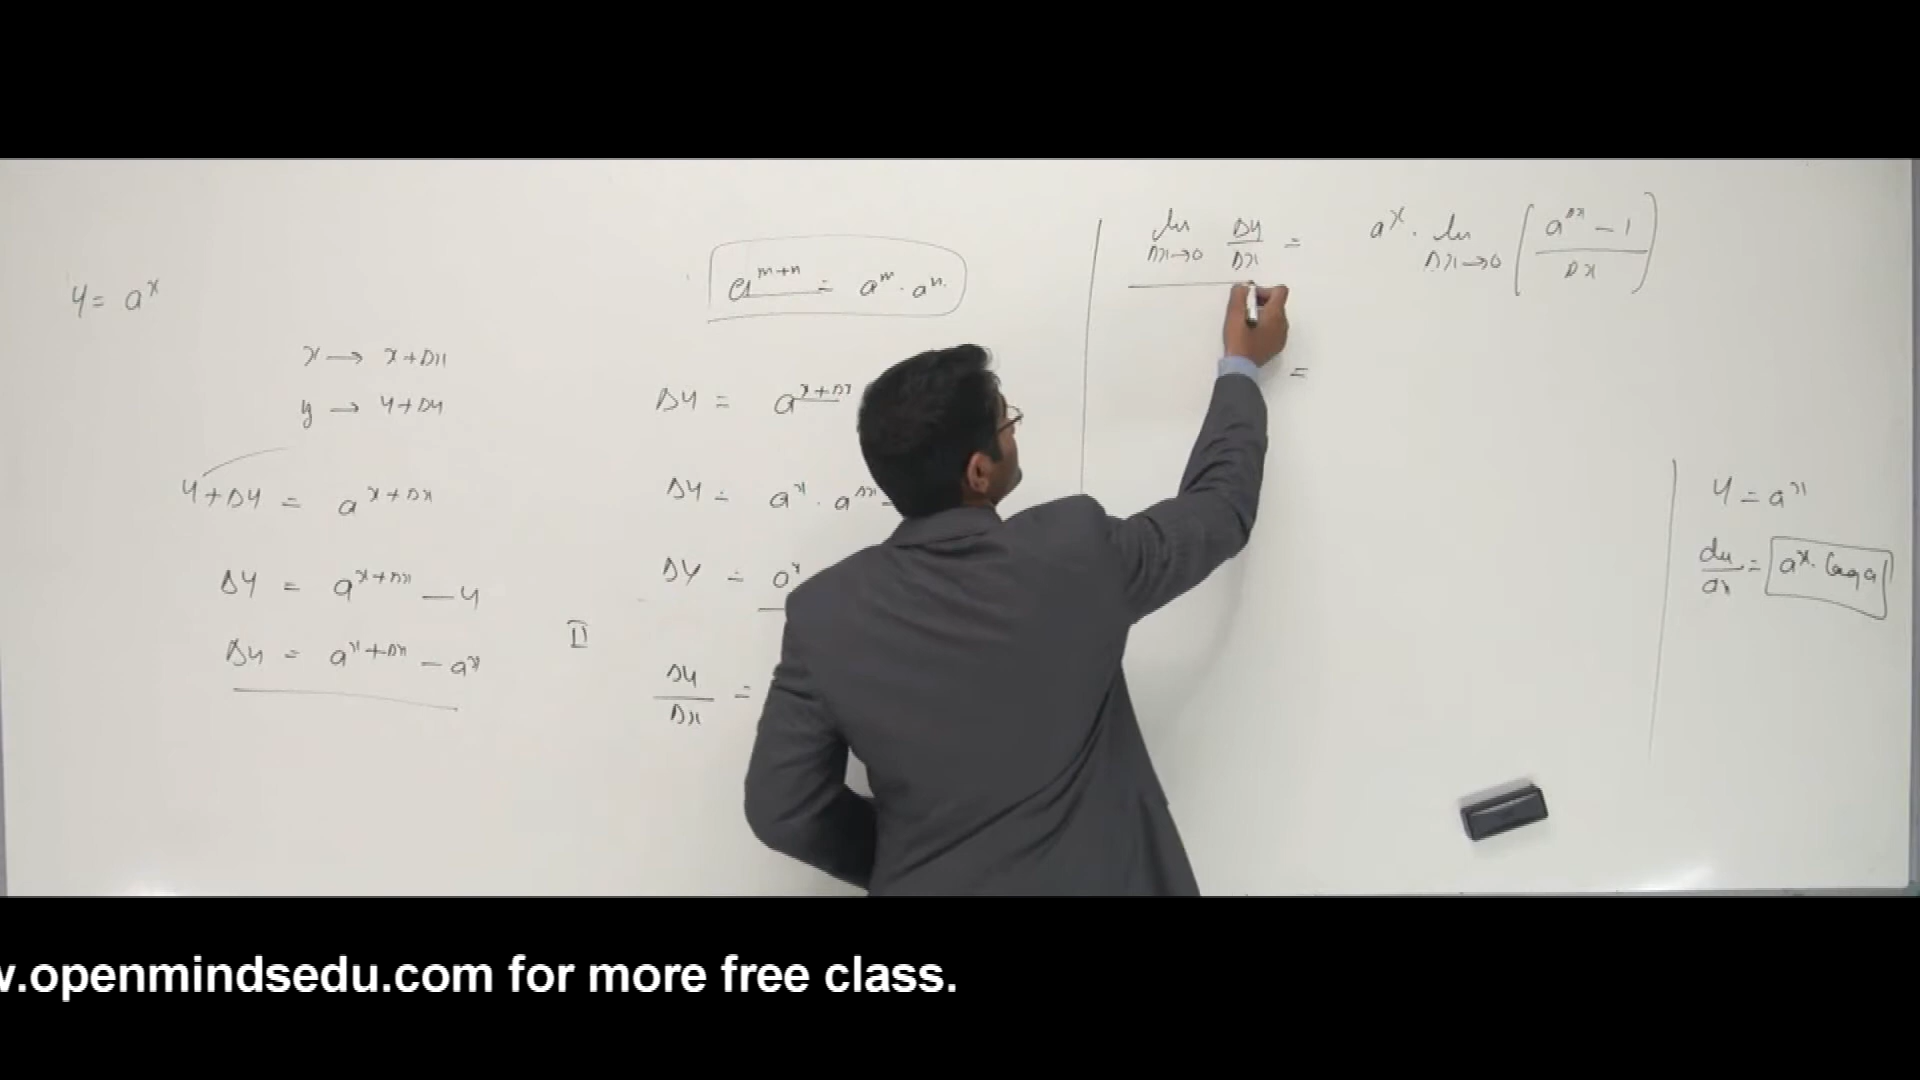 y = a^x
x → x+Δx
y → y+Δy
y+Δy = a^{x+Δx}
Δy = a^{x+Δx} − y
Δy = a^{x+Δx} − a^x
a^{m+n} = a^m · a^n
Δy = a^{x+Δx}
Δy = a^x · a^{Δx}
Δy = a^x
II
Δy/Δx =
lim Δx→0 Δy/Δx = a^x · lim Δx→0 (a^{Δx} − 1 / Δx)
=
y = a^x
dy/dx = a^x · log a
.openmindsedu.com for more free class.